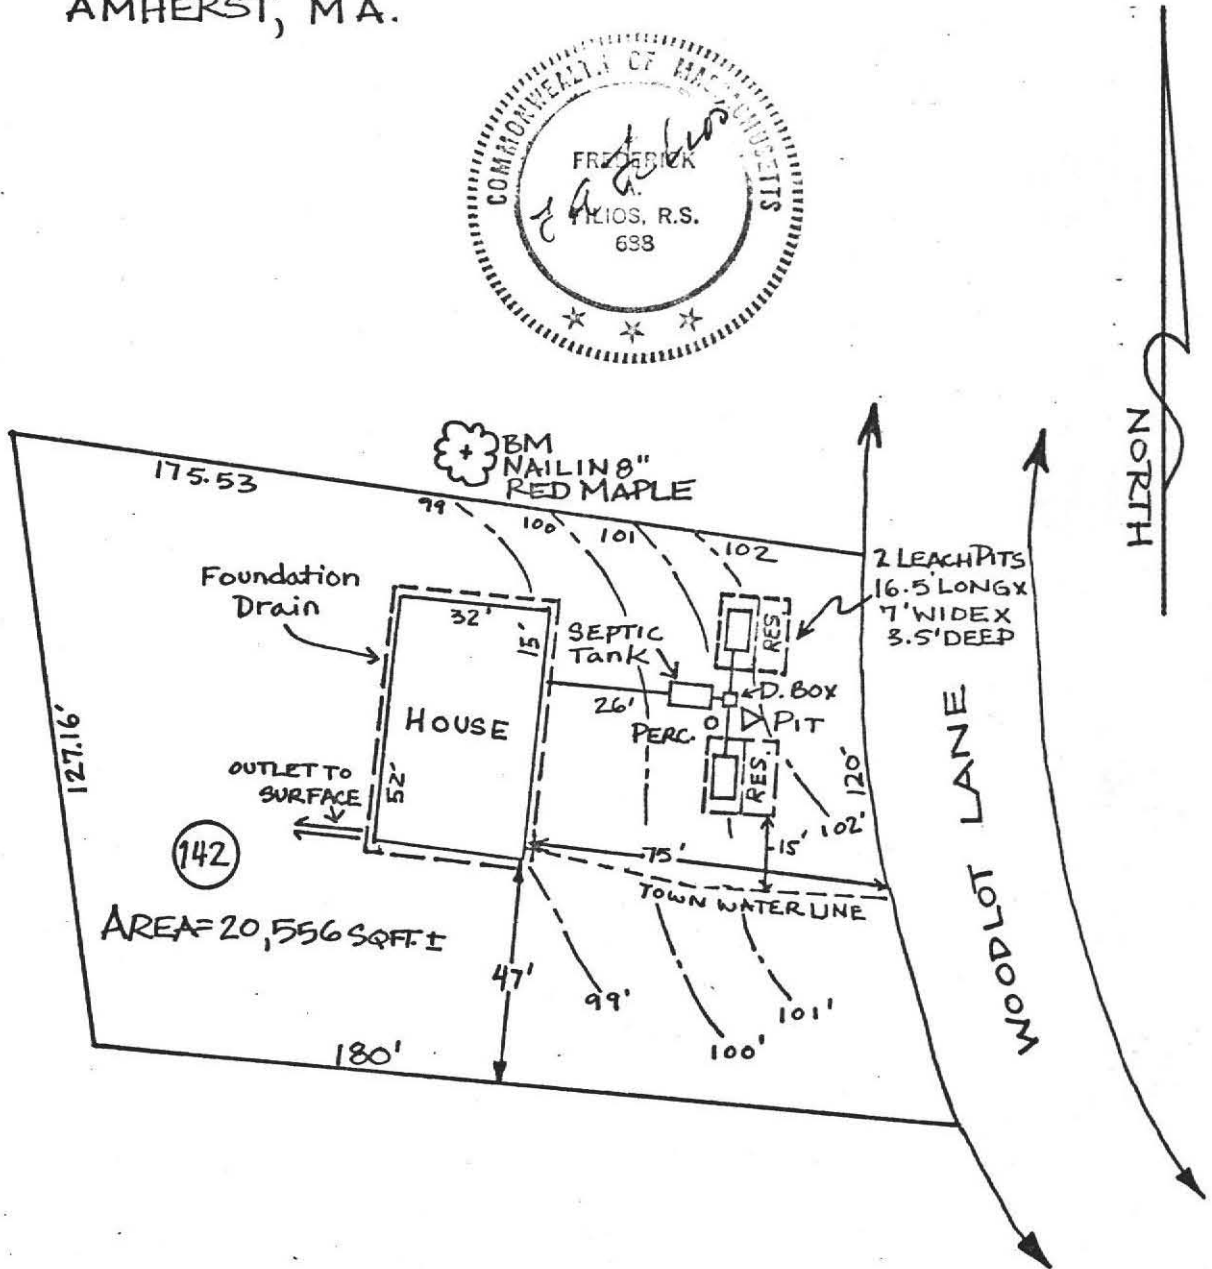 AMHERST, MA.
COMMONWEALTH OF MASSACHUSETTS
FREDERICK
A.
FILIOS, R.S.
638
NORTH
BM
NAIL IN 8"
RED MAPLE
175.53
99
100
101
102
2 LEACH PITS
16.5' LONG X
7' WIDE X
3.5' DEEP
Foundation
Drain
32'
15'
SEPTIC
Tank
RES.
26'
D. BOX
HOUSE
PERC.
PIT
127.16'
OUTLET TO
SURFACE
52'
RES.
120'
WOODLOT LANE
142
75'
15'
102'
TOWN WATER LINE
AREA=20,556 SQ.FT.±
47'
99'
101'
100'
180'